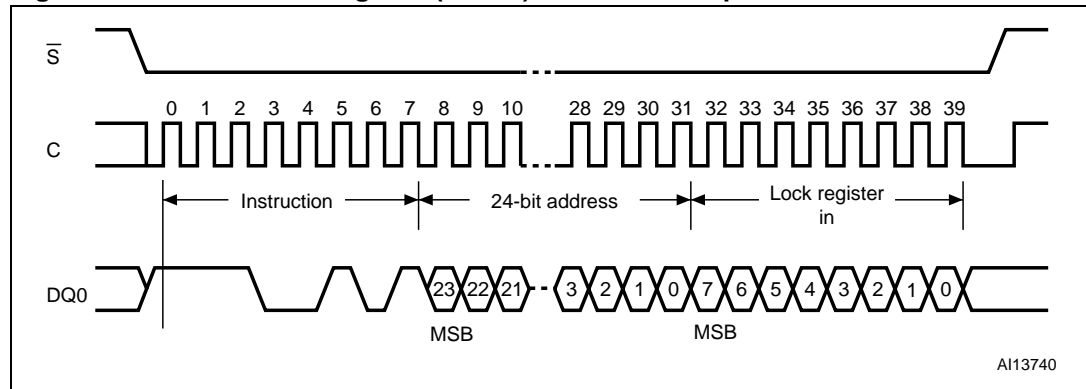 S
0 1 2 3 4 5 6 7 8 9 10 28 29 30 31 32 33 34 35 36 37 38 39
C
Instruction 24-bit address Lock register
in
DQ0 23 22 21 3 2 1 0 7 6 5 4 3 2 1 0
MSB MSB
AI13740